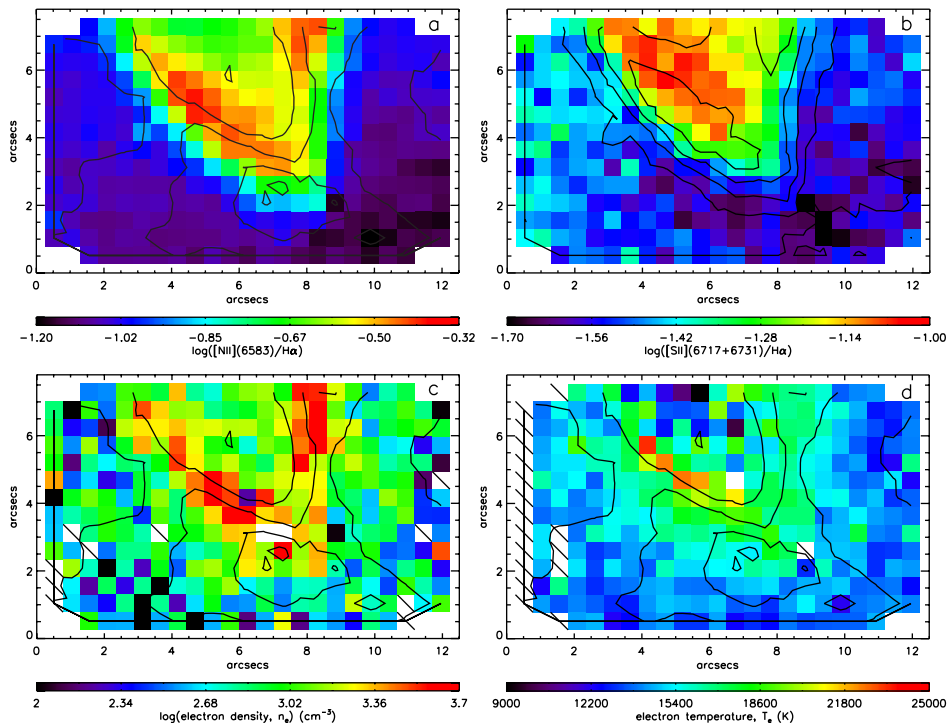 a
b
6
4
2
0
arcsecs
6
4
2
0
arcsecs
0 2 4 6 8 10 12
arcsecs
0 2 4 6 8 10 12
arcsecs
-1.20 -1.02 -0.85 -0.67 -0.50 -0.32
log([NII](6583)/Hα)
-1.70 -1.56 -1.42 -1.28 -1.14 -1.00
log([SII](6717+6731)/Hα)
c
d
6
4
2
0
arcsecs
6
4
2
0
arcsecs
0 2 4 6 8 10 12
arcsecs
0 2 4 6 8 10 12
arcsecs
2 2.34 2.68 3.02 3.36 3.7
log(electron density, nₑ) (cm⁻³)
9000 12200 15400 18600 21800 25000
electron temperature, Tₑ (K)